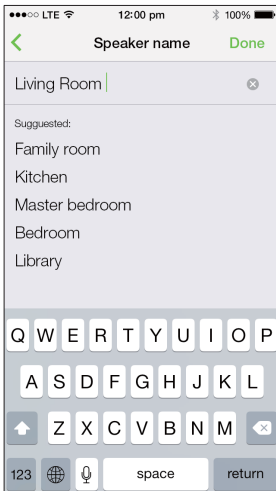 LTE 12:00 pm 100%
Speaker name Done
Living Room
Sugguested:
Family room
Kitchen
Master bedroom
Bedroom
Library
Q W E R T Y U I O P
A S D F G H J K L
Z X C V B N M
123 space return